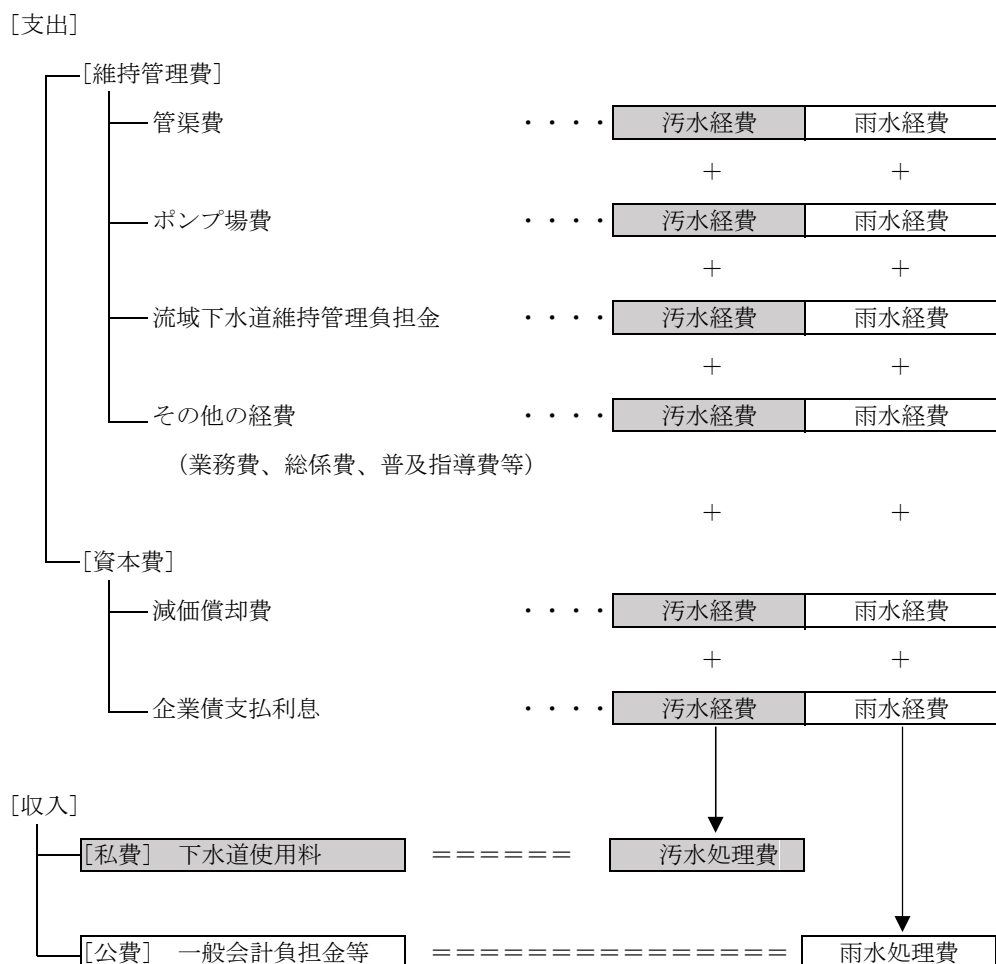 [支出]
[維持管理費]
管渠費 ・・・・ 汚水経費 雨水経費
＋ ＋
ポンプ場費 ・・・・ 汚水経費 雨水経費
＋ ＋
流域下水道維持管理負担金 ・・・・ 汚水経費 雨水経費
＋ ＋
その他の経費 ・・・・ 汚水経費 雨水経費
（業務費、総係費、普及指導費等）
＋ ＋
[資本費]
減価償却費 ・・・・ 汚水経費 雨水経費
＋ ＋
企業債支払利息 ・・・・ 汚水経費 雨水経費
[収入]
[私費] 下水道使用料 ＝＝＝＝＝＝ 汚水処理費
[公費] 一般会計負担金等 ＝＝＝＝＝＝＝＝＝＝＝＝＝＝＝ 雨水処理費